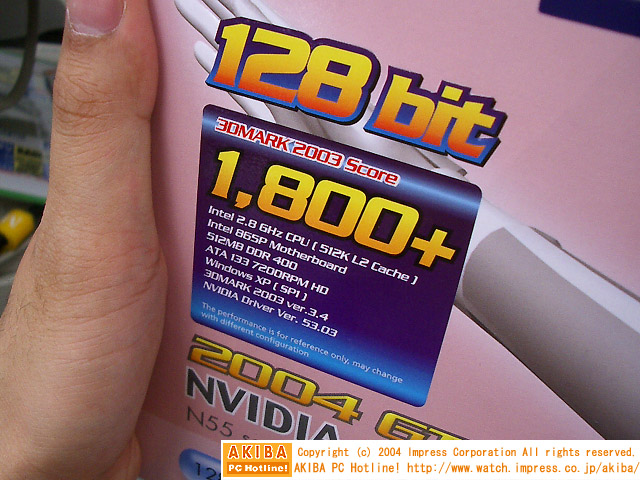 128 bit
3DMARK 2003 Score
1,800+
Intel 2.8 GHz CPU ( 512K L2 Cache )
Intel 865P Motherboard
512MB DDR 400
ATA 133 7200RPM HD
Windows XP ( SP1 )
3DMARK 2003 ver.3.4
NVIDIA Driver Ver. 53.03
The performance is for reference only, may change
with different configuration
2004
NVIDIA
N55
AKIBA
PC Hotline!
Copyright (c) 2004 Impress Corporation All rights reserved.
AKIBA PC Hotline! http://www.watch.impress.co.jp/akiba/